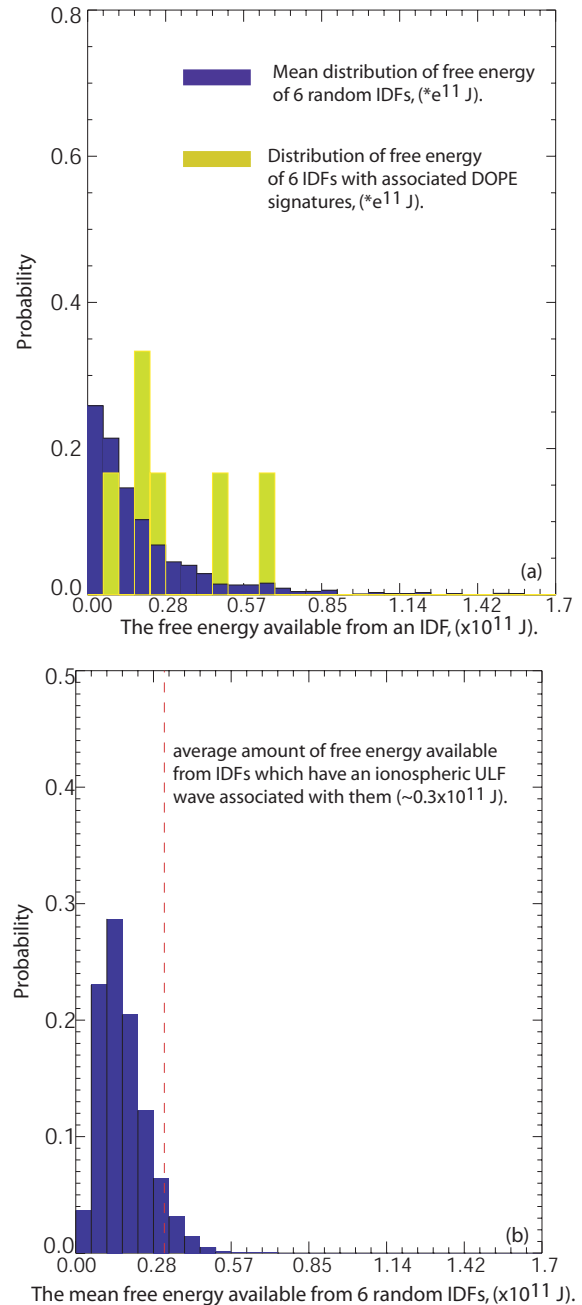 0.8
Mean distribution of free energy
of 6 random IDFs, (*e11 J).
0.6
Distribution of free energy
of 6 IDFs with associated DOPE
signatures, (*e11 J).
Probability
0.4
0.2
0.0
(a)
0.00 0.28 0.57 0.85 1.14 1.42 1.7
The free energy available from an IDF, (x1011 J).
0.5
average amount of free energy available
from IDFs which have an ionospheric ULF
wave associated with them (~0.3x1011 J).
0.4
0.3
Probability
0.2
0.1
0.0
(b)
0.00 0.28 0.57 0.85 1.14 1.42 1.7
The mean free energy available from 6 random IDFs, (x1011 J).